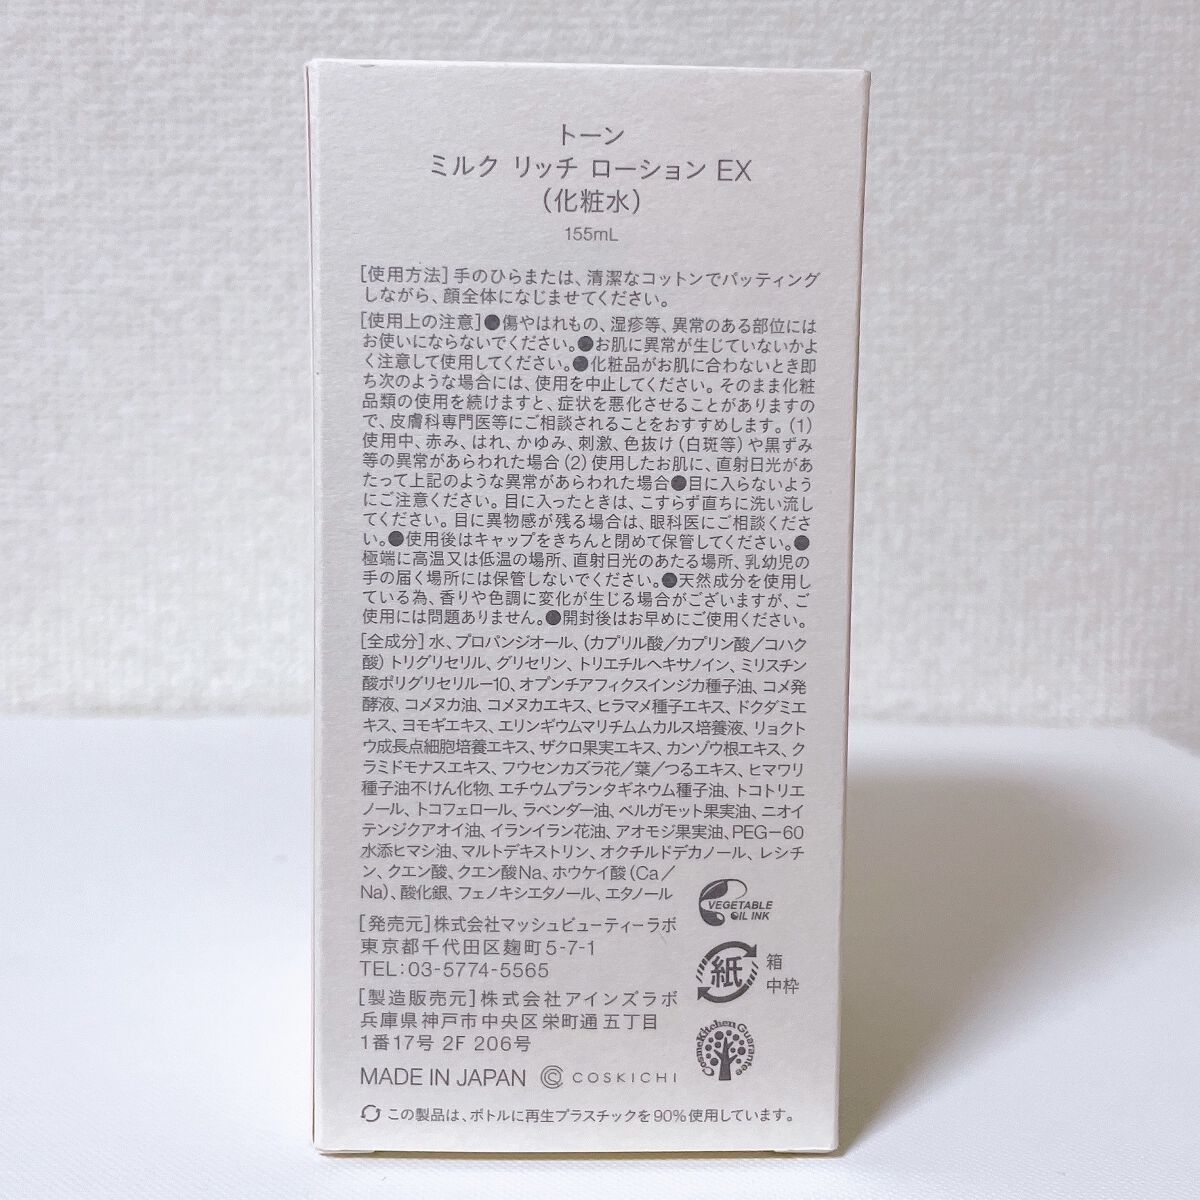 トーン
ミルク リッチ ローション EX
（化粧水）
155mL
［使用方法］手のひらまたは、清潔なコットンでパッティング
しながら、顔全体になじませてください。
［使用上の注意］●傷やはれもの、湿疹等、異常のある部位には
お使いにならないでください。●お肌に異常が生じていないかよ
く注意して使用してください。●化粧品がお肌に合わないとき即
ち次のような場合には、使用を中止してください。そのまま化粧
品類の使用を続けますと、症状を悪化させることがありますの
で、皮膚科専門医等にご相談されることをおすすめします。（1）
使用中、赤み、はれ、かゆみ、刺激、色抜け（白斑等）や黒ずみ
等の異常があらわれた場合（2）使用したお肌に、直射日光があ
たって上記のような異常があらわれた場合●目に入らないよう
にご注意ください。目に入ったときは、こすらず直ちに洗い流し
てください。目に異物感が残る場合は、眼科医にご相談くださ
い。●使用後はキャップをきちんと閉めて保管してください。●
極端に高温又は低温の場所、直射日光のあたる場所、乳幼児の
手の届く場所には保管しないでください。●天然成分を使用し
ている為、香りや色調に変化が生じる場合がございますが、ご
使用には問題ありません。●開封後はお早めにご使用ください。
［全成分］水、プロパンジオール、（カプリル酸／カプリン酸／コハク
酸）トリグリセリル、グリセリン、トリエチルヘキサノイン、ミリスチン
酸ポリグリセリルー10、オプンチアフィクスインジカ種子油、コメ発
酵液、コメヌカ油、コメヌカエキス、ヒラマメ種子エキス、ドクダミエ
キス、ヨモギエキス、エリンギウムマリチムムカルス培養液、リョクト
ウ成長点細胞培養エキス、ザクロ果実エキス、カンゾウ根エキス、ク
ラミドモナスエキス、フウセンカズラ花／葉／つるエキス、ヒマワリ
種子油不けん化物、エチウムプランタギネウム種子油、トコトリエ
ノール、トコフェロール、ラベンダー油、ベルガモット果実油、ニオイ
テンジクアオイ油、イランイラン花油、アオモジ果実油、PEG－60
水添ヒマシ油、マルトデキストリン、オクチルドデカノール、レシチ
ン、クエン酸、クエン酸Na、ホウケイ酸（Ca／
Na）、酸化銀、フェノキシエタノール、エタノール
VEGETABLE
OIL INK
［発売元］株式会社マッシュビューティーラボ
東京都千代田区麹町5-7-1
TEL：03-5774-5565
紙
箱
中枠
［製造販売元］株式会社アインズラボ
兵庫県神戸市中央区栄町通五丁目
1番17号 2F 206号
CosmeKitchen Guarantee
MADE IN JAPAN COSKICHI
この製品は、ボトルに再生プラスチックを90％使用しています。